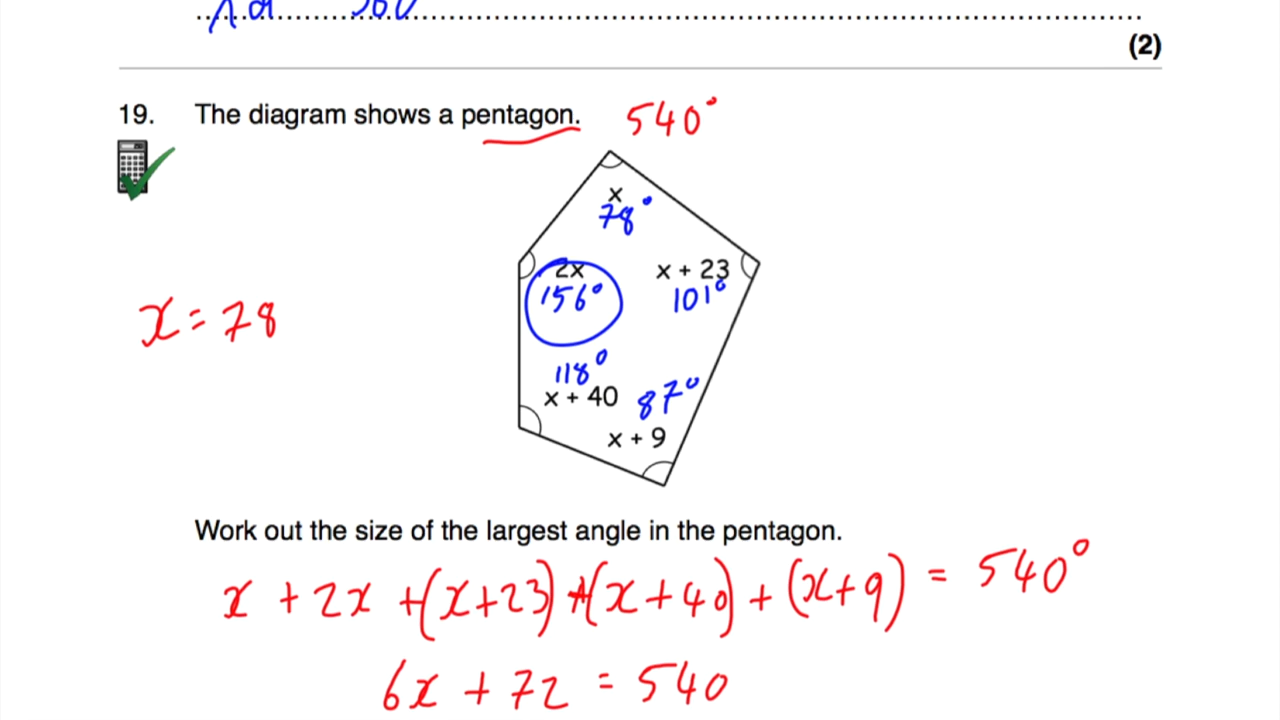 360
(2)
19. The diagram shows a pentagon. 540°
x
78°
2x x + 23
156° 101°
x = 78
118°
x + 40 87°
x + 9
Work out the size of the largest angle in the pentagon.
x + 2x + (x+23) + (x+40) + (x+9) = 540°
6x + 72 = 540